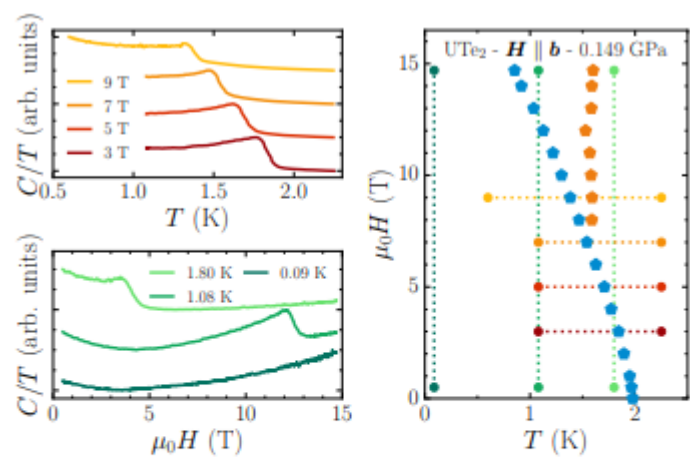 C/T (arb. units)
9 T
7 T
5 T
3 T
0.5 1.0 1.5 2.0
T (K)
C/T (arb. units)
1.80 K 0.09 K
1.08 K
0 5 10 15
μ₀H (T)
UTe₂ - H ∥ b - 0.149 GPa
μ₀H (T)
15
10
5
0
0 1 2
T (K)